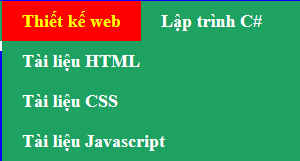 Thiết kế web Lập trình C#
Tài liệu HTML
Tài liệu CSS
Tài liệu Javascript